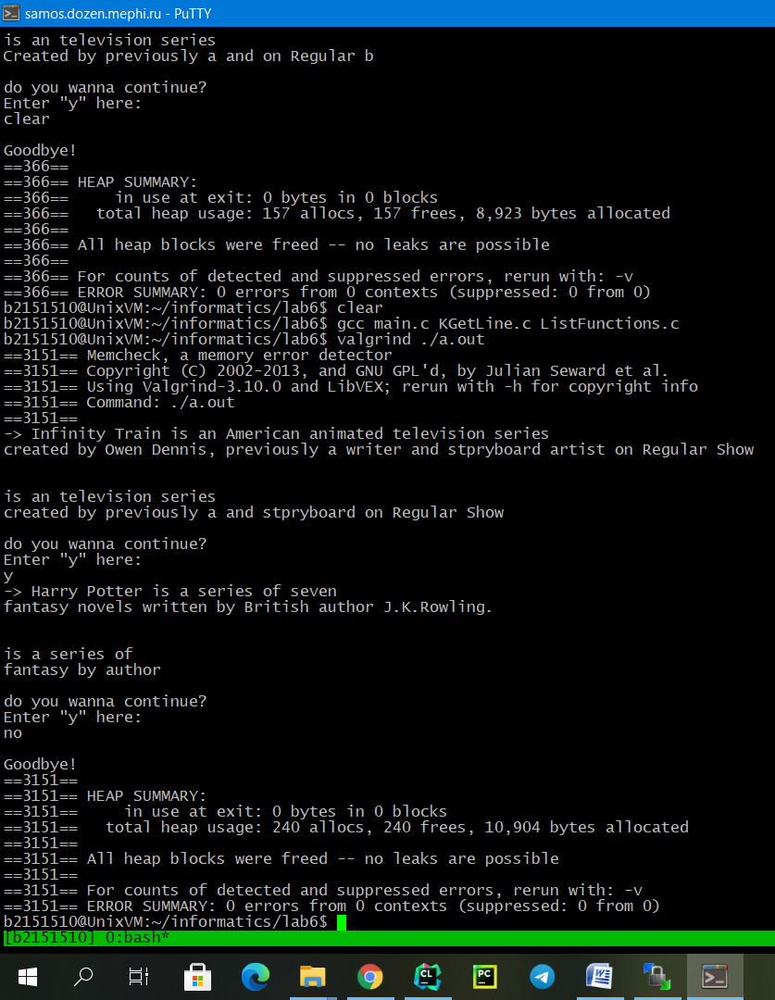 samos.dozen.mephi.ru - PuTTY
is an television series
Created by previously a and on Regular b
do you wanna continue?
Enter "y" here:
clear
Goodbye!
==366==
==366== HEAP SUMMARY:
==366==     in use at exit: 0 bytes in 0 blocks
==366==   total heap usage: 157 allocs, 157 frees, 8,923 bytes allocated
==366==
==366== All heap blocks were freed -- no leaks are possible
==366==
==366== For counts of detected and suppressed errors, rerun with: -v
==366== ERROR SUMMARY: 0 errors from 0 contexts (suppressed: 0 from 0)
b2151510@UnixVM:~/informatics/lab6$ clear
b2151510@UnixVM:~/informatics/lab6$ gcc main.c KGetLine.c ListFunctions.c
b2151510@UnixVM:~/informatics/lab6$ valgrind ./a.out
==3151== Memcheck, a memory error detector
==3151== Copyright (C) 2002-2013, and GNU GPL'd, by Julian Seward et al.
==3151== Using Valgrind-3.10.0 and LibVEX; rerun with -h for copyright info
==3151== Command: ./a.out
==3151==
-> Infinity Train is an American animated television series
created by Owen Dennis, previously a writer and stpryboard artist on Regular Show
is an television series
created by previously a and stpryboard on Regular Show
do you wanna continue?
Enter "y" here:
y
-> Harry Potter is a series of seven
fantasy novels written by British author J.K.Rowling.
is a series of
fantasy by author
do you wanna continue?
Enter "y" here:
no
Goodbye!
==3151==
==3151== HEAP SUMMARY:
==3151==     in use at exit: 0 bytes in 0 blocks
==3151==   total heap usage: 240 allocs, 240 frees, 10,904 bytes allocated
==3151==
==3151== All heap blocks were freed -- no leaks are possible
==3151==
==3151== For counts of detected and suppressed errors, rerun with: -v
==3151== ERROR SUMMARY: 0 errors from 0 contexts (suppressed: 0 from 0)
b2151510@UnixVM:~/informatics/lab6$
[b2151510] 0:bash*
CL
PC
W